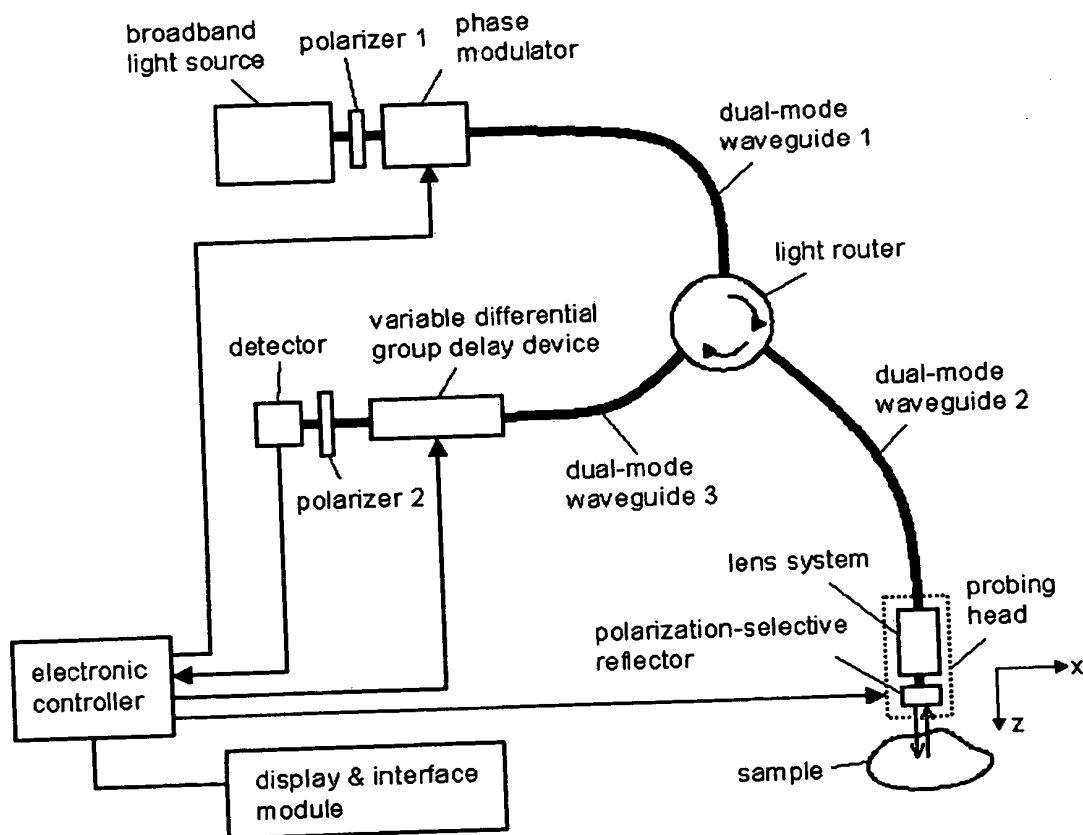 broadband
light source
polarizer 1
phase
modulator
dual-mode
waveguide 1
light router
variable differential
group delay device
detector
dual-mode
waveguide 2
polarizer 2
dual-mode
waveguide 3
lens system
probing
head
polarization-selective
reflector
x
z
electronic
controller
sample
display & interface
module